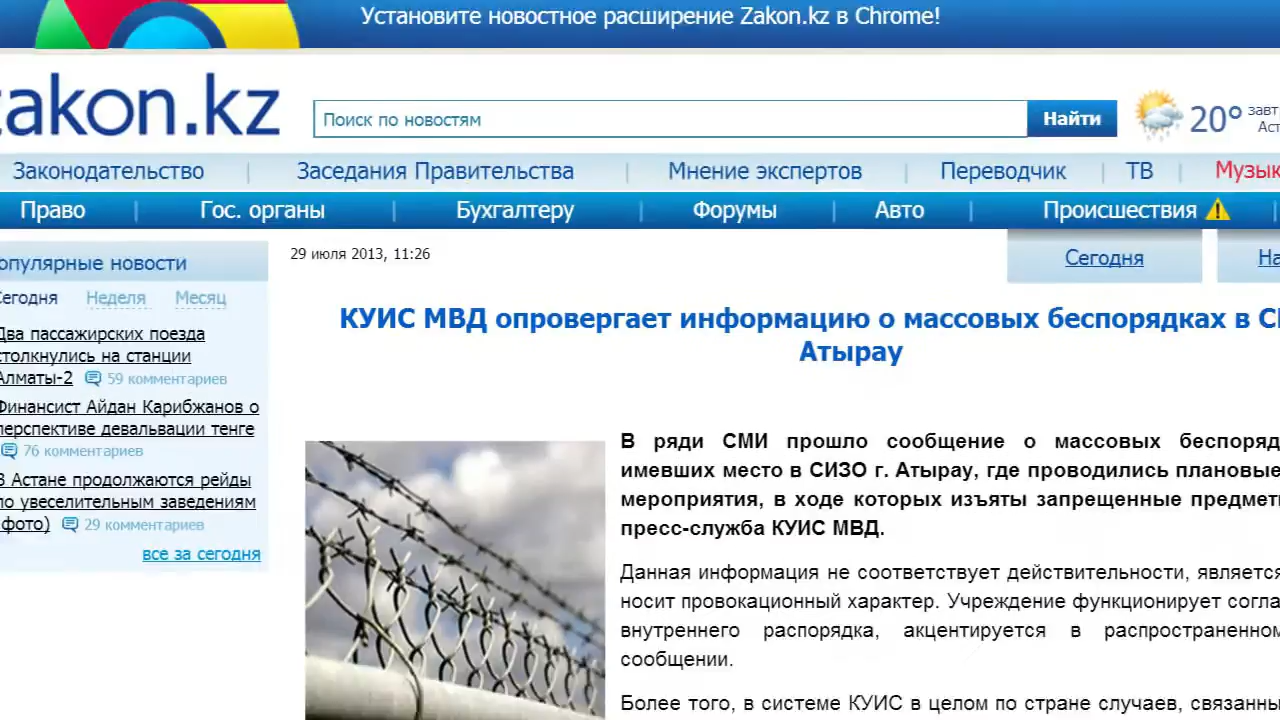 Установите новостное расширение Zakon.kz в Chrome!
zakon.kz
Поиск по новостям
Найти
20°
Законодательство
Заседания Правительства
Мнение экспертов
Переводчик
ТВ
Музык
Право
Гос. органы
Бухгалтеру
Форумы
Авто
Происшествия
опулярные новости
Сегодня Неделя Месяц
Два пассажирских поезда
столкнулись на станции
Алматы-2 59 комментариев
Финансист Айдан Карибжанов о
перспективе девальвации тенге
76 комментариев
В Астане продолжаются рейды
по увеселительным заведениям
(фото) 29 комментариев
все за сегодня
29 июля 2013, 11:26
Сегодня
КУИС МВД опровергает информацию о массовых беспорядках в
Атырау
В ряди СМИ прошло сообщение о массовых беспоряд
имевших место в СИЗО г. Атырау, где проводились плановые
мероприятия, в ходе которых изъяты запрещенные предмет
пресс-служба КУИС МВД.
Данная информация не соответствует действительности, является
носит провокационный характер. Учреждение функционирует согла
внутреннего распорядка, акцентируется в распространенном
сообщении.
Более того, в системе КУИС в целом по стране случаев, связаны